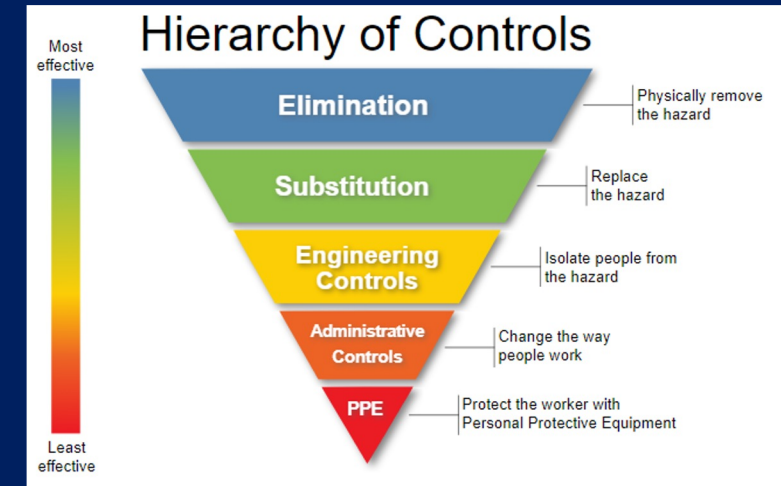 Hierarchy of Controls
Most
effective
Elimination
Physically remove
the hazard
Substitution
Replace
the hazard
Engineering
Controls
Isolate people from
the hazard
Administrative
Controls
Change the way
people work
PPE
Protect the worker with
Personal Protective Equipment
Least
effective